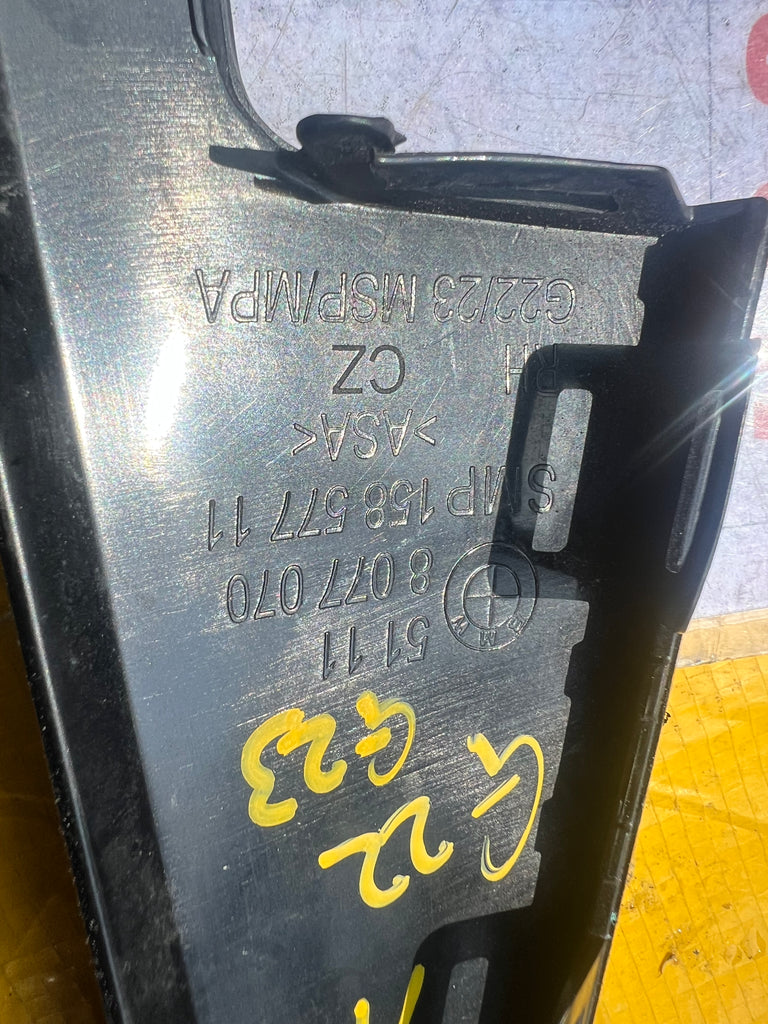 G22
G23
51 11
8 077 070
BMW
SMP 158 577 11
>ASA<
RH CZ
G22/23 MSP/MPA